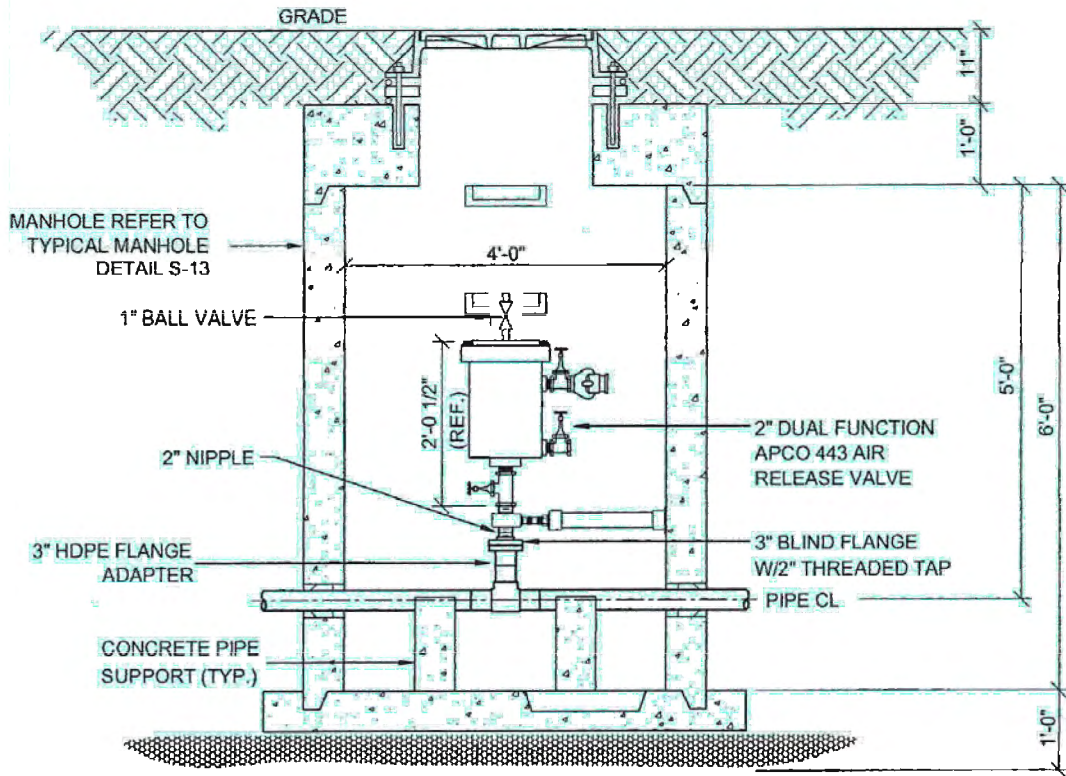 GRADE
11"
1'-0"
MANHOLE REFER TO
TYPICAL MANHOLE
DETAIL S-13
4'-0"
1" BALL VALVE
2'-0 1/2"
(REF.)
5'-0"
6'-0"
2" DUAL FUNCTION
APCO 443 AIR
RELEASE VALVE
2" NIPPLE
3" HDPE FLANGE
ADAPTER
3" BLIND FLANGE
W/2" THREADED TAP
PIPE CL
CONCRETE PIPE
SUPPORT (TYP.)
1'-0"